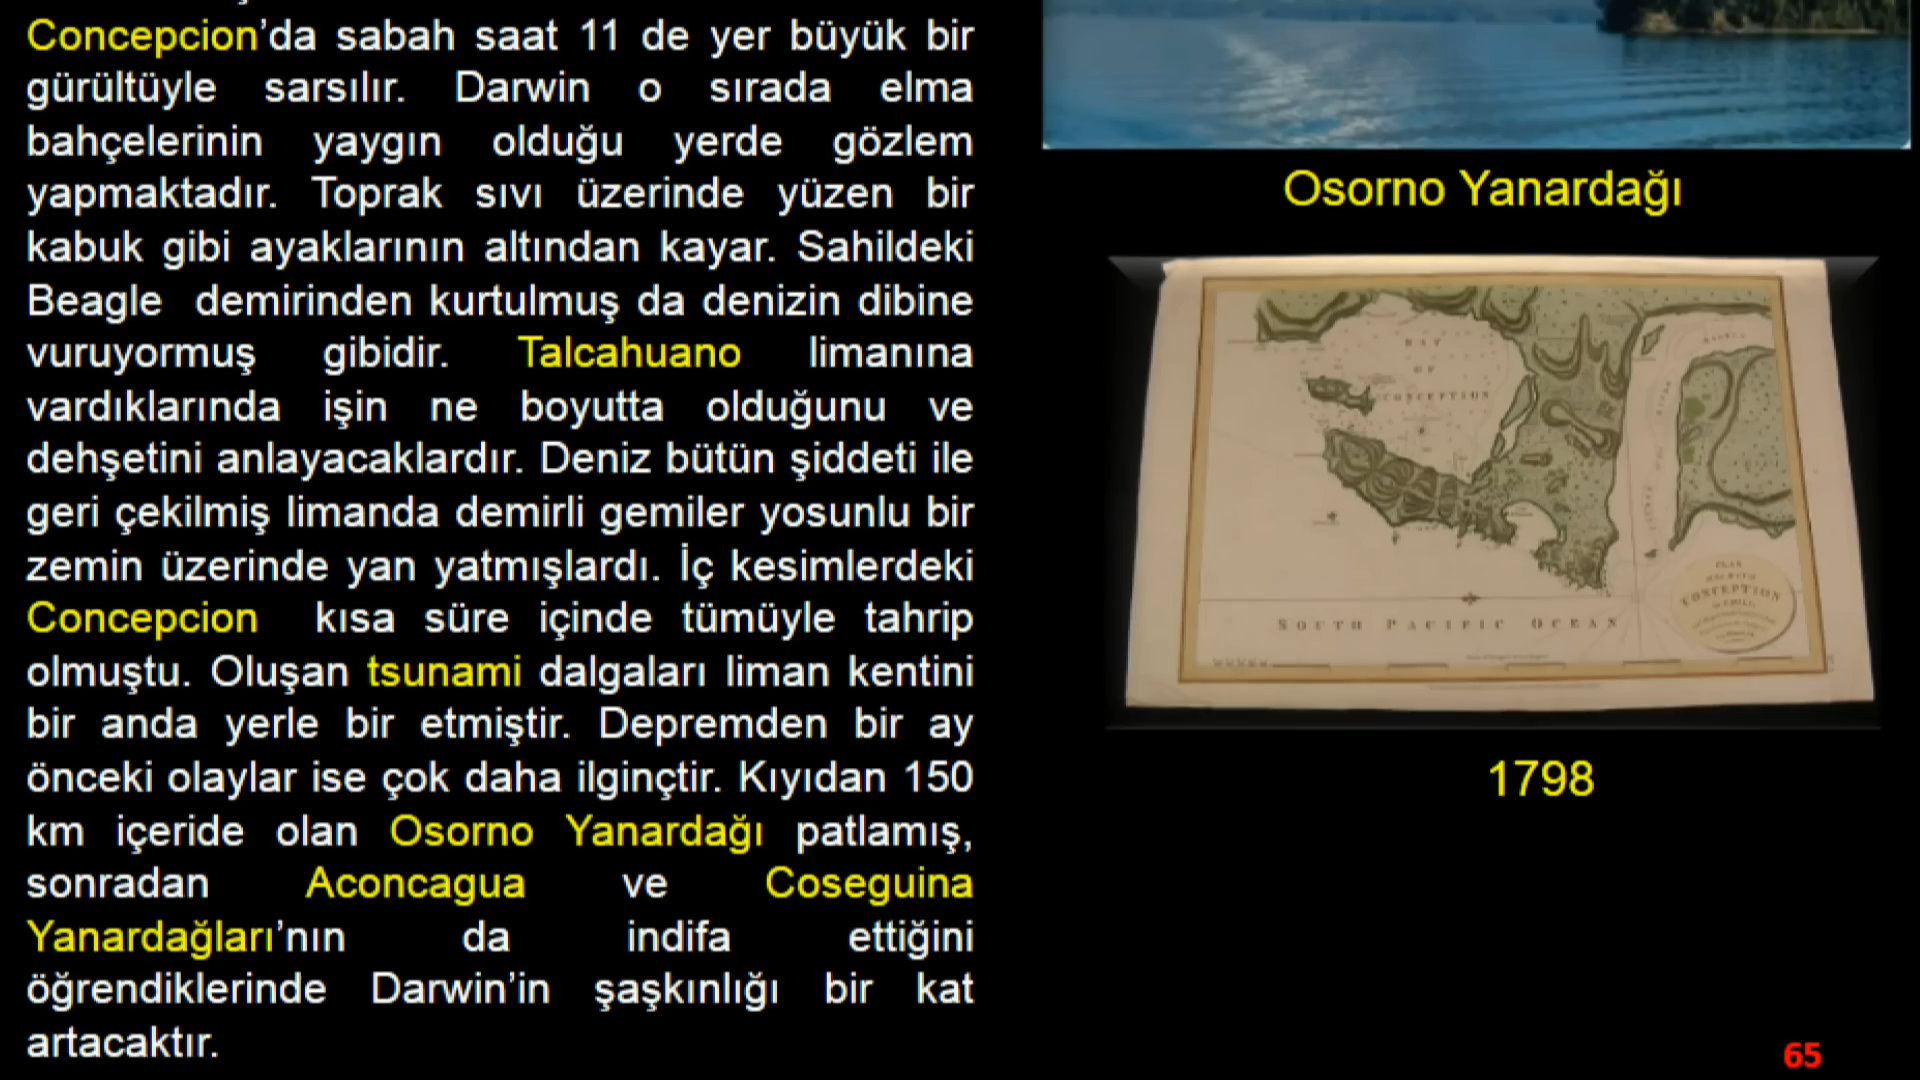 Concepcion’da sabah saat 11 de yer büyük bir
gürültüyle sarsılır. Darwin o sırada elma
bahçelerinin yaygın olduğu yerde gözlem
yapmaktadır. Toprak sıvı üzerinde yüzen bir
kabuk gibi ayaklarının altından kayar. Sahildeki
Beagle demirinden kurtulmuş da denizin dibine
vuruyormuş gibidir. Talcahuano limanına
vardıklarında işin ne boyutta olduğunu ve
dehşetini anlayacaklardır. Deniz bütün şiddeti ile
geri çekilmiş limanda demirli gemiler yosunlu bir
zemin üzerinde yan yatmışlardı. İç kesimlerdeki
Concepcion kısa süre içinde tümüyle tahrip
olmuştu. Oluşan tsunami dalgaları liman kentini
bir anda yerle bir etmiştir. Depremden bir ay
önceki olaylar ise çok daha ilginçtir. Kıyıdan 150
km içeride olan Osorno Yanardağı patlamış,
sonradan Aconcagua ve Coseguina
Yanardağları’nın da indifa ettiğini
öğrendiklerinde Darwin’in şaşkınlığı bir kat
artacaktır.
Osorno Yanardağı
BAY
OF
CONCEPTION
SOUTH PACIFIC OCEAN
PLAN
CONCEPTION
1798
65